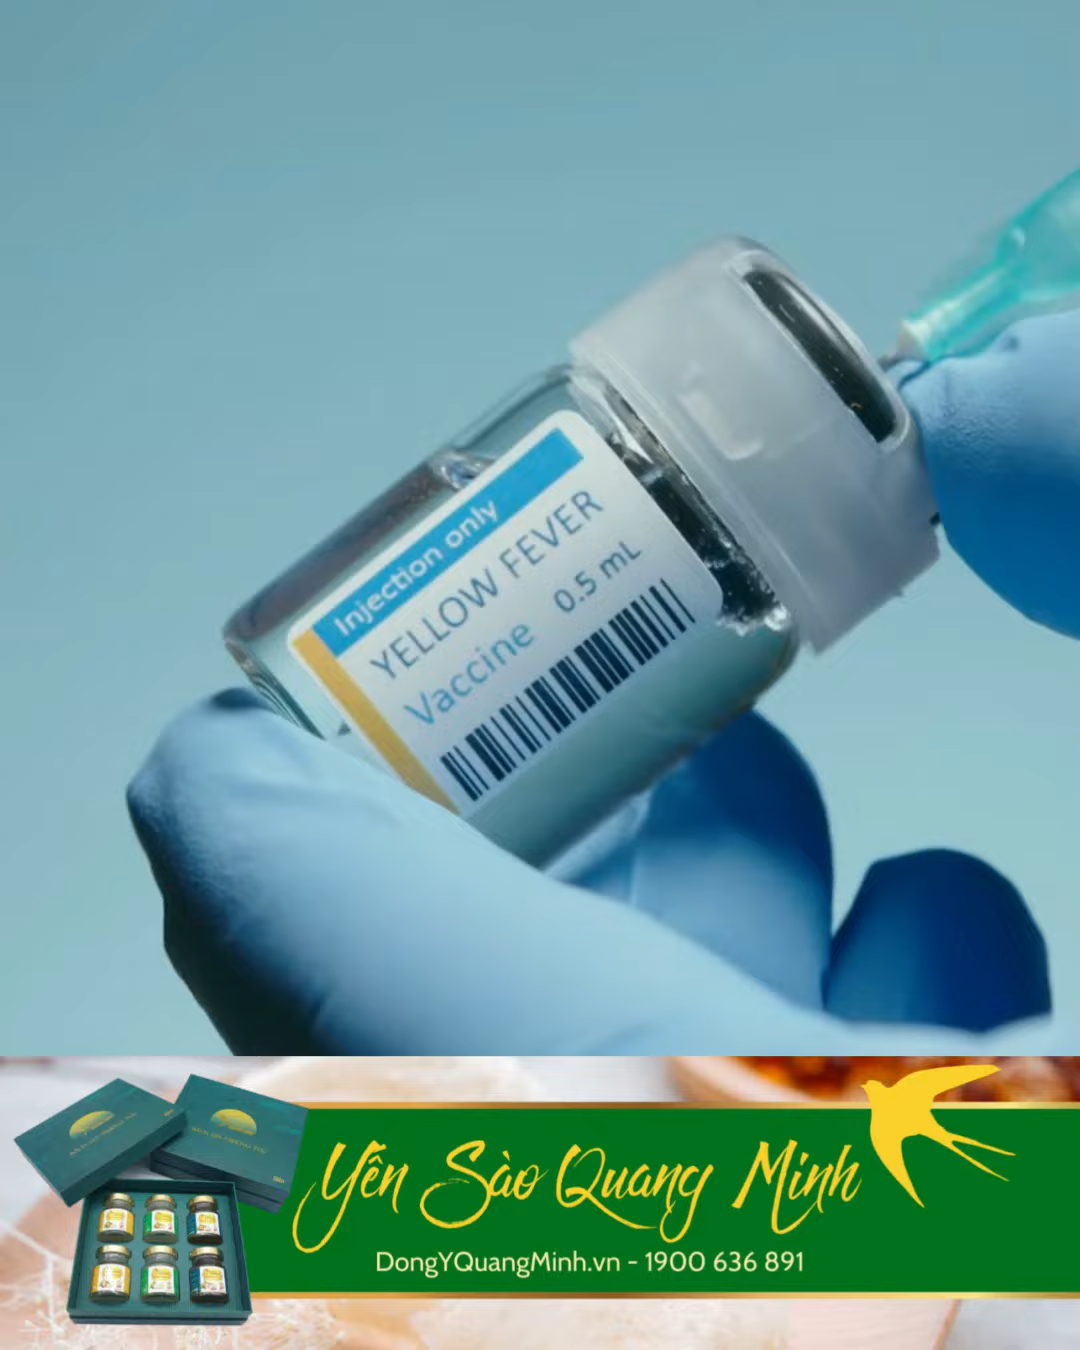 Injection only
YELLOW FEVER
Vaccine 0.5 mL
Yến Sào Quang Minh
DongYQuangMinh.vn - 1900 636 891